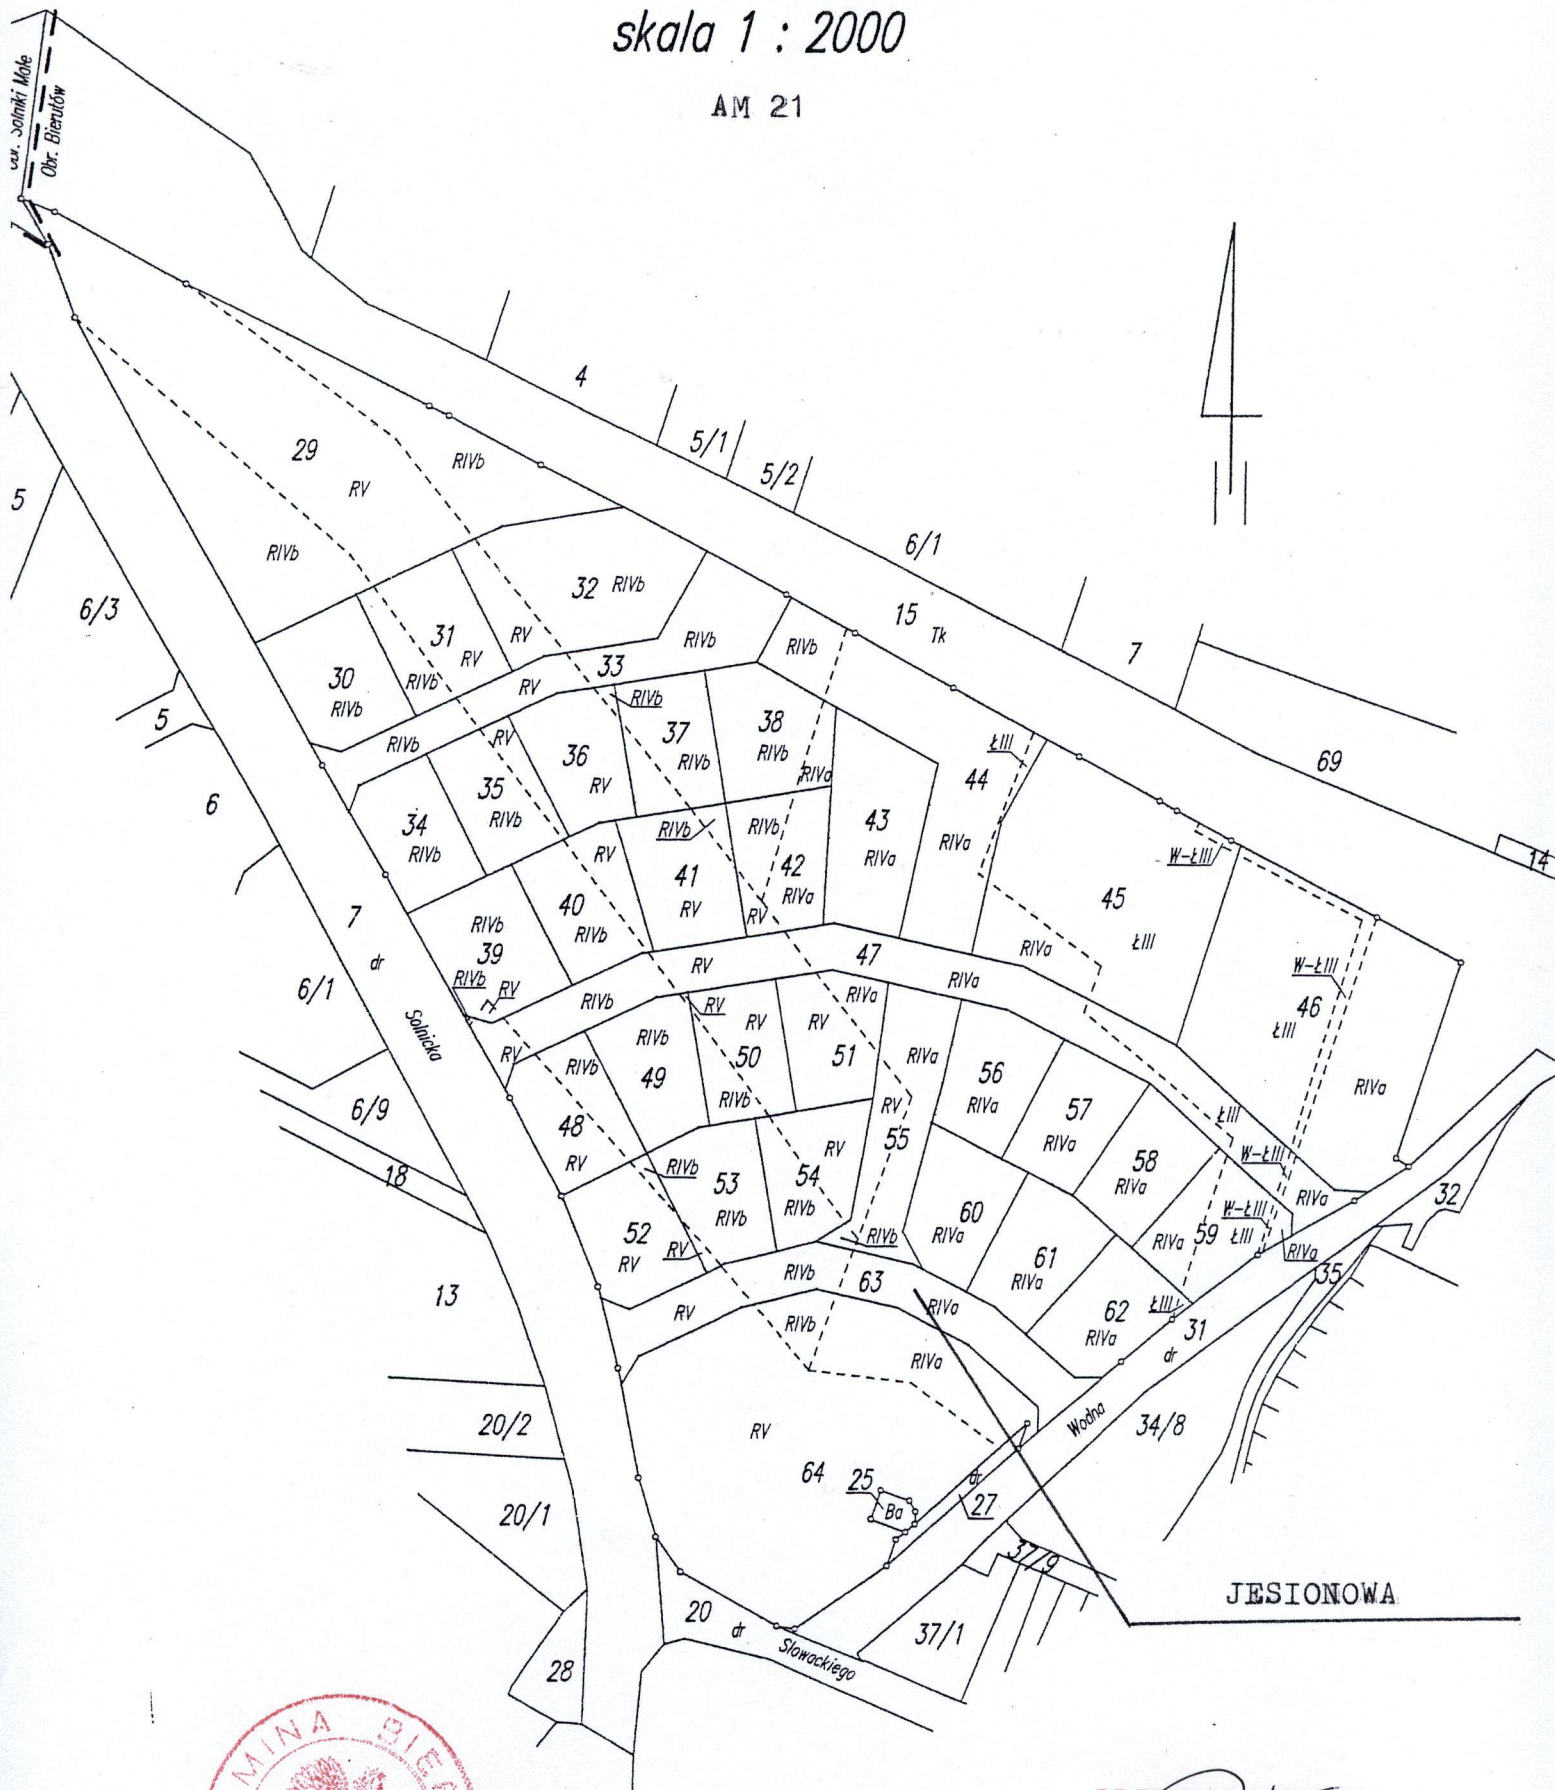 skala 1 : 2000
AM 21
Obr. Solniki Małe
Obr. Bierutów
4
5/1
5/2
6/1
15 Tk
7
69
14
29
RV
RIVb
RIVb
5
6/3
5
6
30
RIVb
31
RV
RIVb
32 RIVb
RV
33
RIVb
RV
RIVb
RIVb
RIVb
34
RIVb
35
RIVb
RV
36
RV
37
RIVb
RIVb
38
RIVb
RIVa
43
RIVa
44
ŁIII
RIVa
45
ŁIII
W-ŁIII
46
ŁIII
W-ŁIII
RIVa
7
dr
Solnicka
6/1
39
RIVb
RIVb
RV
40
RIVb
RV
41
RV
RIVb
42
RIVb
RIVa
RV
47
RV
RIVa
RIVa
RIVb
RV
6/9
18
48
RIVb
RV
49
RIVb
50
RV
RV
RIVb
51
RV
RIVa
55
RIVa
RV
RIVb
56
RIVa
57
RIVa
58
RIVa
59
RIVa
ŁIII
ŁIII
W-ŁIII
W-ŁIII
RIVa
RIVa
ŁIII
32
35
13
52
RV
RV
53
RIVb
RIVb
54
RV
RIVb
60
RIVa
61
RIVa
62
RIVa
31
dr
Wodna
34/8
63
RIVb
RV
RIVa
RIVb
RIVa
20/2
20/1
RV
64
25
Ba
dr
27
37/9
37/1
20
dr
Słowackiego
28
JESIONOWA
GMINA BIER